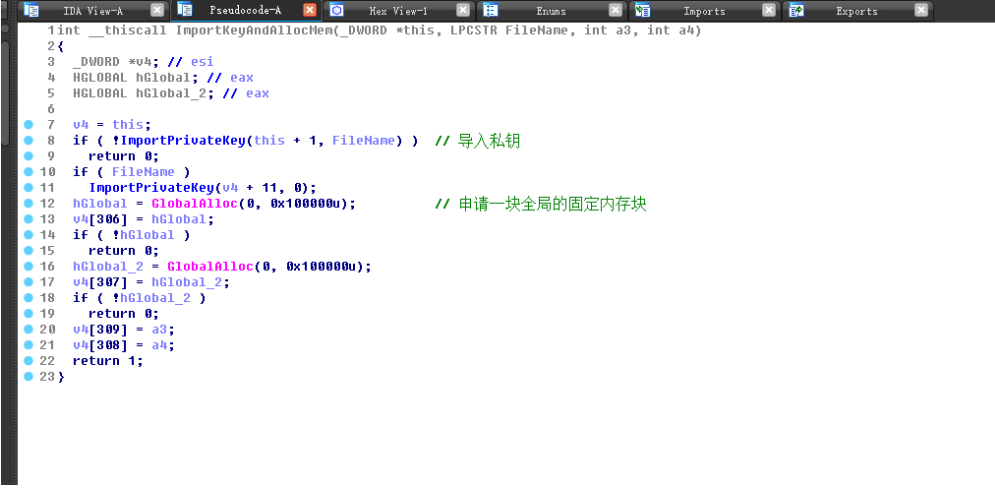 IDA View-A Pseudocode-A Hex View-1 Enums Imports Exports
1 int __thiscall ImportKeyAndAllocMem(_DWORD *this, LPCSTR FileName, int a3, int a4)
2 {
3 _DWORD *v4; // esi
4 HGLOBAL hGlobal; // eax
5 HGLOBAL hGlobal_2; // eax
6
7 v4 = this;
8 if ( !ImportPrivateKey(this + 1, FileName) ) // 导入私钥
9 return 0;
10 if ( FileName )
11 ImportPrivateKey(v4 + 11, 0);
12 hGlobal = GlobalAlloc(0, 0x100000u); // 申请一块全局的固定内存块
13 v4[306] = hGlobal;
14 if ( !hGlobal )
15 return 0;
16 hGlobal_2 = GlobalAlloc(0, 0x100000u);
17 v4[307] = hGlobal_2;
18 if ( !hGlobal_2 )
19 return 0;
20 v4[309] = a3;
21 v4[308] = a4;
22 return 1;
23 }